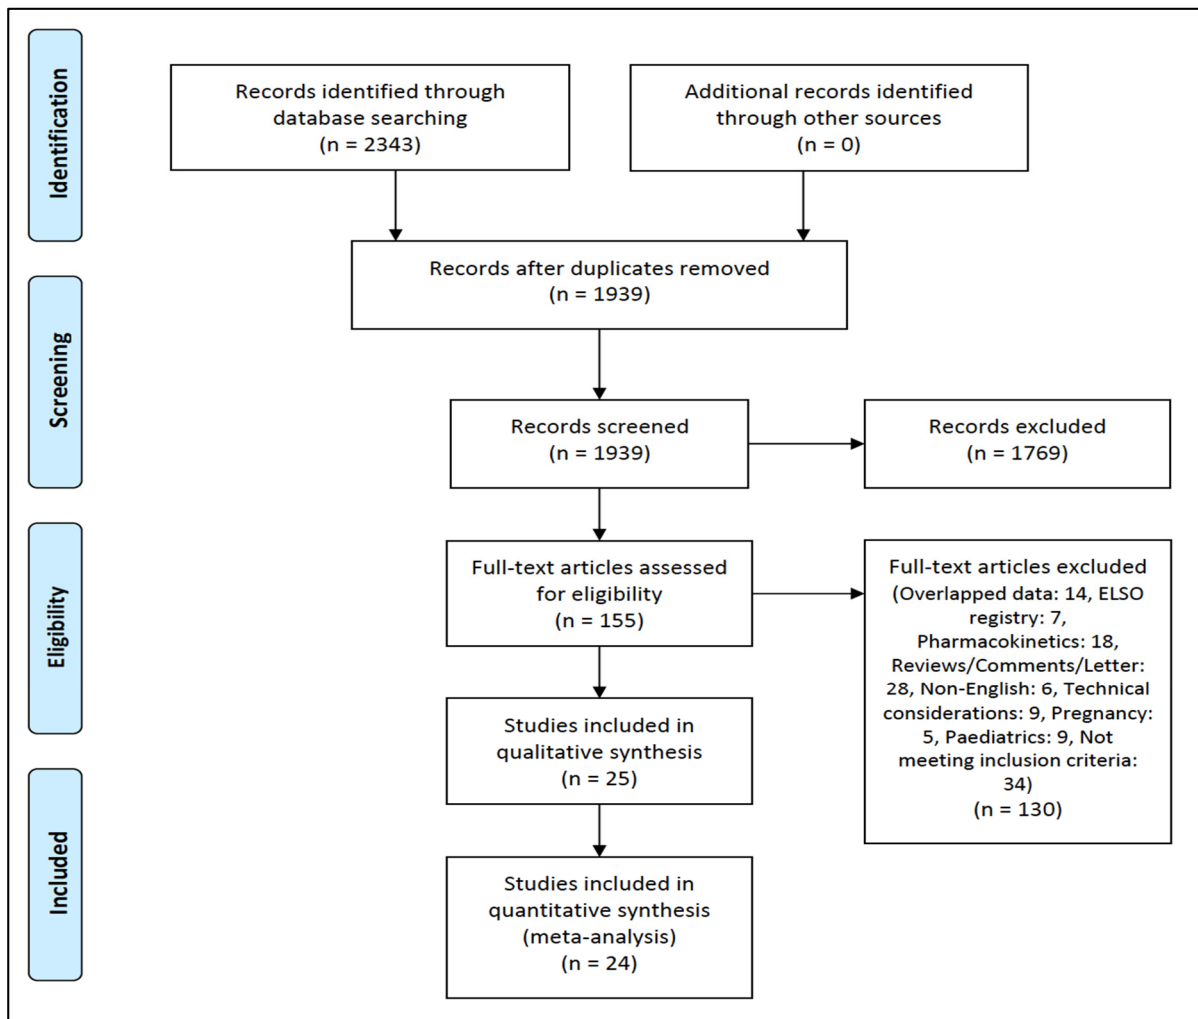 Identification
Records identified through
database searching
(n = 2343)
Additional records identified
through other sources
(n = 0)
Records after duplicates removed
(n = 1939)
Screening
Records screened
(n = 1939)
Records excluded
(n = 1769)
Eligibility
Full-text articles assessed
for eligibility
(n = 155)
Full-text articles excluded
(Overlapped data: 14, ELSO
registry: 7,
Pharmacokinetics: 18,
Reviews/Comments/Letter:
28, Non-English: 6, Technical
considerations: 9, Pregnancy:
5, Paediatrics: 9, Not
meeting inclusion criteria:
34)
(n = 130)
Studies included in
qualitative synthesis
(n = 25)
Included
Studies included in
quantitative synthesis
(meta-analysis)
(n = 24)